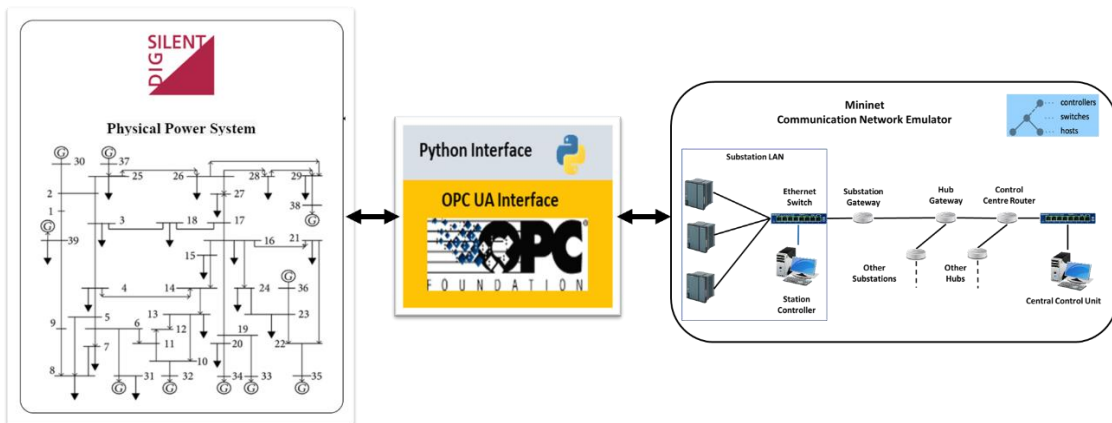 DIG
SILENT
Physical Power System
G
G
30
37
25
26
28
29
2
27
1
38
G
3
18
17
G
39
16
21
15
G
4
14
24
36
5
13
9
6
12
19
23
7
11
20
22
8
10
G
31
G
32
G
34
G
33
G
35
Python Interface
OPC UA Interface
OPC
FOUNDATION
Mininet
Communication Network Emulator
controllers
switches
hosts
Substation LAN
Ethernet
Switch
Substation
Gateway
Hub
Gateway
Control
Centre Router
Other
Substations
Other
Hubs
Station
Controller
Central Control Unit